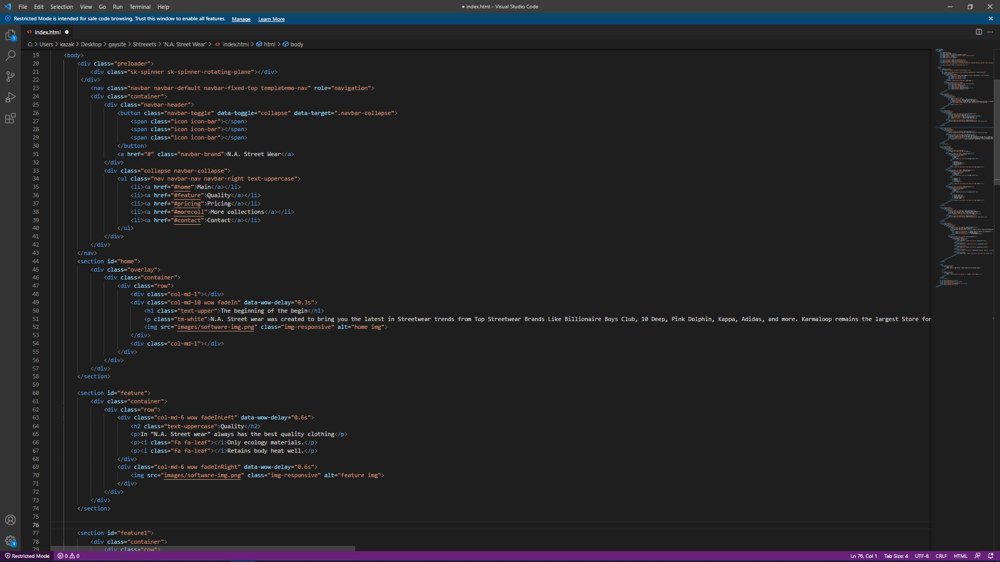 File Edit Selection View Go Run Terminal Help ● index.html - Visual Studio Code
Restricted Mode is intended for safe code browsing. Trust this window to enable all features. Manage Learn More
index.html
C: > Users > kazak > Desktop > gaysite > Shtreeets > 'N.A. Street Wear' > index.html > html > body
19 <body>
20 <div class="preloader">
21 <div class="sk-spinner sk-spinner-rotating-plane"></div>
22 </div>
23 <nav class="navbar navbar-default navbar-fixed-top templatemo-nav" role="navigation">
24 <div class="container">
25 <div class="navbar-header">
26 <button class="navbar-toggle" data-toggle="collapse" data-target=".navbar-collapse">
27 <span class="icon icon-bar"></span>
28 <span class="icon icon-bar"></span>
29 <span class="icon icon-bar"></span>
30 </button>
31 <a href="#" class="navbar-brand">N.A. Street Wear</a>
32 </div>
33 <div class="collapse navbar-collapse">
34 <ul class="nav navbar-nav navbar-right text-uppercase">
35 <li><a href="#home">Main</a></li>
36 <li><a href="#feature">Quality</a></li>
37 <li><a href="#pricing">Pricing</a></li>
38 <li><a href="#morecoll">More collections</a></li>
39 <li><a href="#contact">Contact</a></li>
40 </ul>
41 </div>
42 </div>
43 </nav>
44 <section id="home">
45 <div class="overlay">
46 <div class="container">
47 <div class="row">
48 <div class="col-md-1"></div>
49 <div class="col-md-10 wow fadeIn" data-wow-delay="0.3s">
50 <h1 class="text-upper">The beginning of the begin</h1>
51 <p class="tm-white">N.A. Street wear was created to bring you the latest in Streetwear trends from Top Streetwear Brands Like Billionaire Boys Club, 10 Deep, Pink Dolphin, Kappa, Adidas, and more. Karmaloop remains the largest Store for
52 <img src="images/software-img.png" class="img-responsive" alt="home img">
53 </div>
54 <div class="col-md-1"></div>
55 </div>
56 </div>
57 </div>
58 </section>
59
60 <section id="feature">
61 <div class="container">
62 <div class="row">
63 <div class="col-md-6 wow fadeInLeft" data-wow-delay="0.6s">
64 <h2 class="text-uppercase">Quality</h2>
65 <p>In "N.A. Street wear" always has the best quality clothing</p>
66 <p><i class="fa fa-leaf"></i>Only ecology materials.</p>
67 <p><i class="fa fa-leaf"></i>Retains body heat well.</p>
68 </div>
69 <div class="col-md-6 wow fadeInRight" data-wow-delay="0.6s">
70 <img src="images/software-img.png" class="img-responsive" alt="feature img">
71 </div>
72 </div>
73 </div>
74 </section>
75
76
77 <section id="feature1">
78 <div class="container">
79 <div class="row">
1
1
Restricted Mode 0 0 Ln 76, Col 1 Tab Size: 4 UTF-8 CRLF HTML